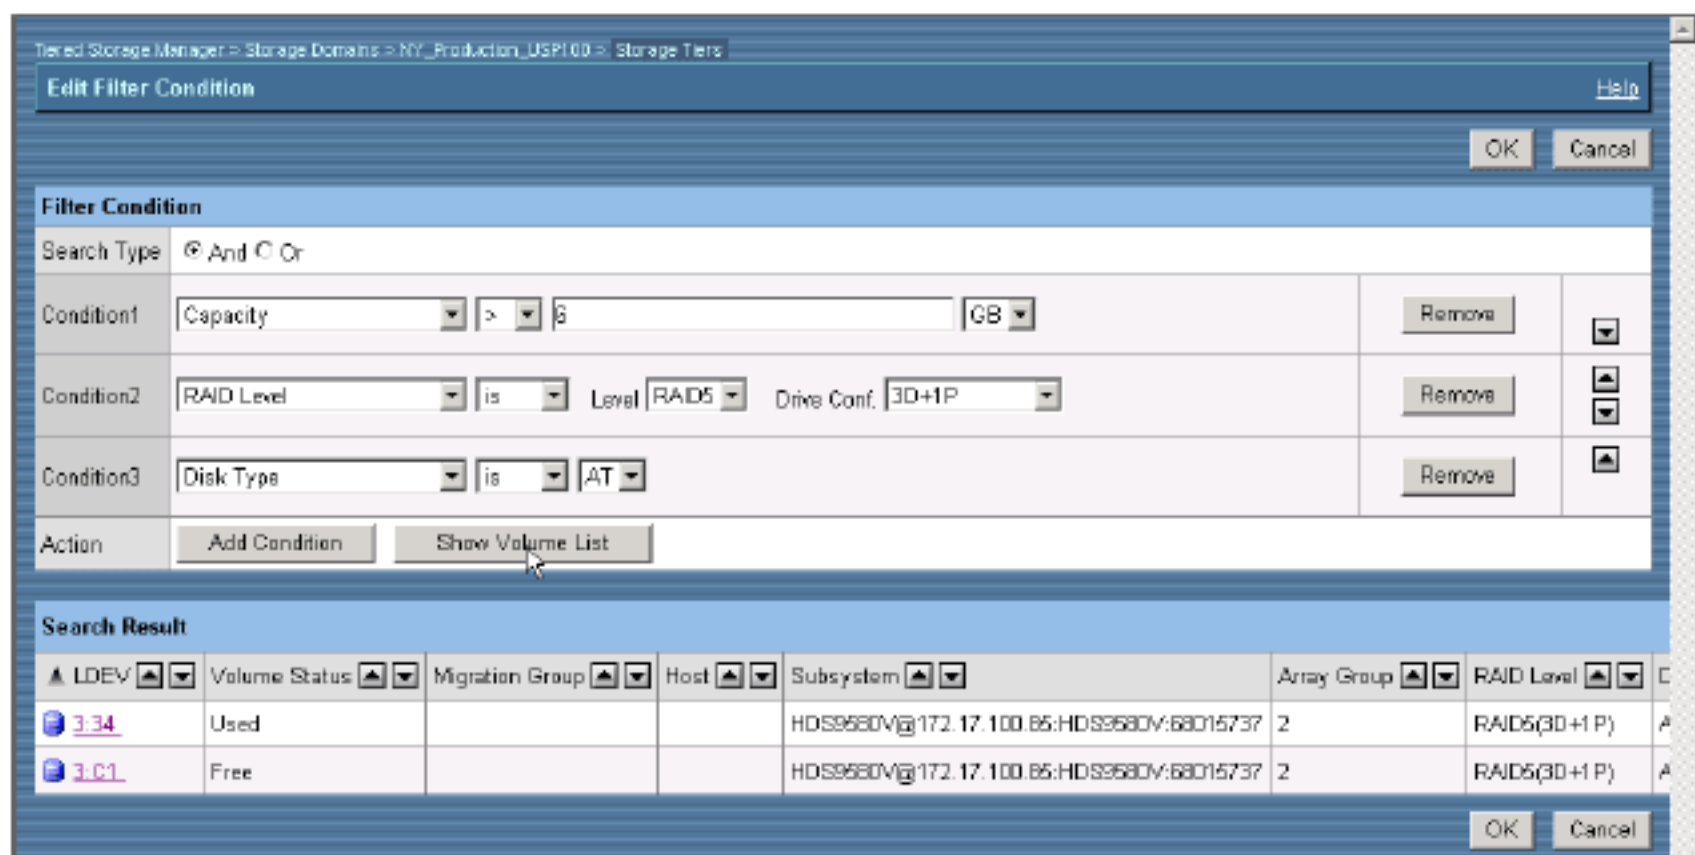 Tiered Storage Manager > Storage Domains > NY_Production_USP100 > Storage Tiers
Edit Filter Condition Help
OK Cancel
Filter Condition
Search Type And Or
Condition1 Capacity > 6 GB Remove
Condition2 RAID Level is Level RAID5 Drive Conf. 3D+1P Remove
Condition3 Disk Type is AT Remove
Action Add Condition Show Volume List
Search Result
LDEV Volume Status Migration Group Host Subsystem Array Group RAID Level
3:34 Used HDS9580V@172.17.100.85:HDS9580V:68015737 2 RAID5(3D+1P) A
3:01 Free HDS9580V@172.17.100.85:HDS9580V:68015737 2 RAID5(3D+1P) A
OK Cancel